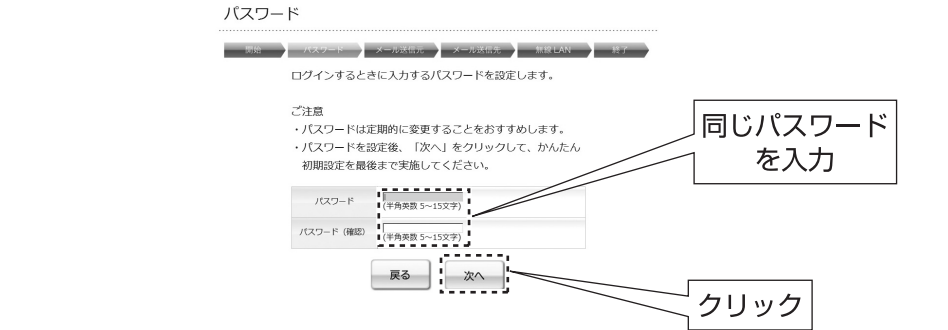 パスワード
開始 パスワード メール送信元 メール送信先 無線LAN 終了
ログインするときに入力するパスワードを設定します。
ご注意
・パスワードは定期的に変更することをおすすめします。
・パスワードを設定後、「次へ」をクリックして、かんたん
初期設定を最後まで実施してください。
同じパスワード
を入力
パスワード
(半角英数 5～15文字)
パスワード（確認）
(半角英数 5～15文字)
戻る 次へ
クリック